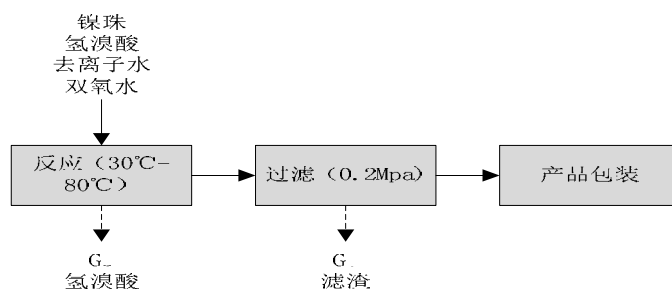 镍珠
氢溴酸
去离子水
双氧水
反应（30℃-
80℃）
过滤（0.2Mpa）
产品包装
G
氢溴酸
G
滤渣